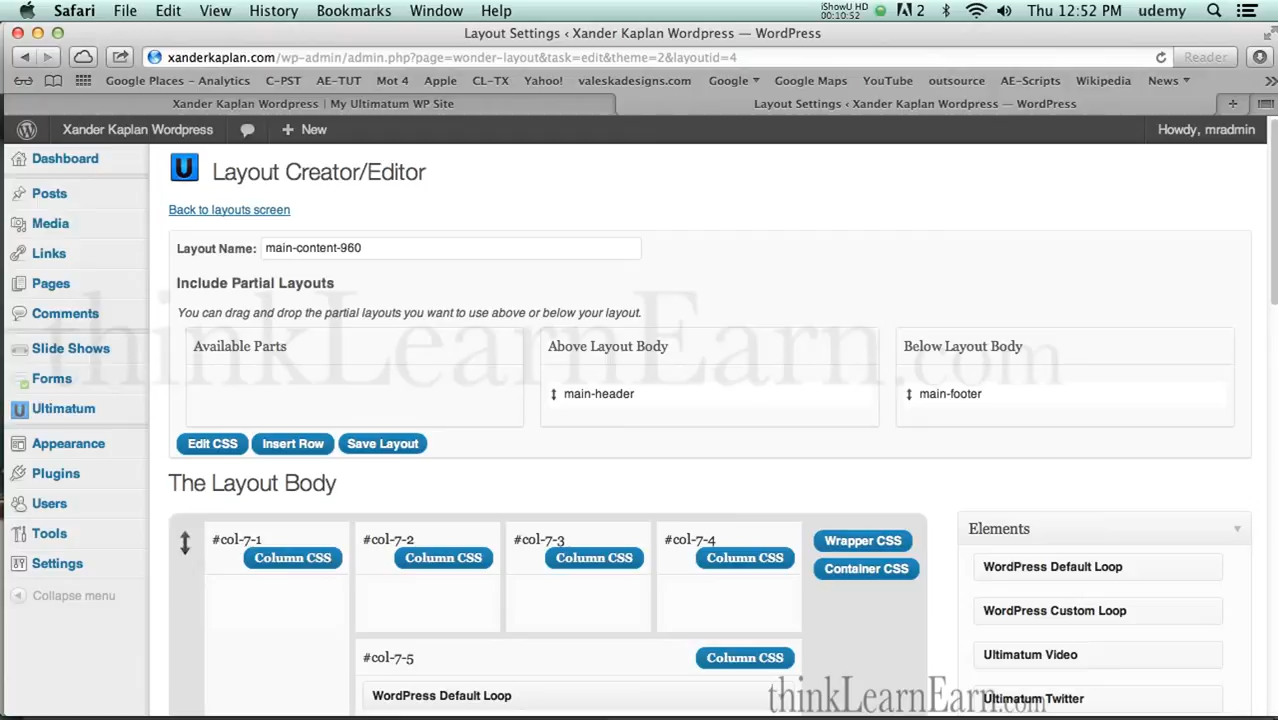 Safari File Edit View History Bookmarks Window Help iShowU HD 00:10:52 2 Thu 12:52 PM udemy
Layout Settings ‹ Xander Kaplan Wordpress — WordPress
xanderkaplan.com/wp-admin/admin.php?page=wonder-layout&task=edit&theme=2&layoutid=4 Reader
Google Places - Analytics C-PST AE-TUT Mot 4 Apple CL-TX Yahoo! valeskadesigns.com Google Google Maps YouTube outsource AE-Scripts Wikipedia News
Xander Kaplan Wordpress | My Ultimatum WP Site Layout Settings ‹ Xander Kaplan Wordpress — WordPress
Xander Kaplan Wordpress + New Howdy, mradmin
Dashboard
Posts
Media
Links
Pages
Comments
Slide Shows
Forms
Ultimatum
Appearance
Plugins
Users
Tools
Settings
Collapse menu
U Layout Creator/Editor
Back to layouts screen
Layout Name: main-content-960
Include Partial Layouts
You can drag and drop the partial layouts you want to use above or below your layout.
thinkLearnEarn.com
Available Parts Above Layout Body Below Layout Body
main-header main-footer
Edit CSS Insert Row Save Layout
The Layout Body
#col-7-1 #col-7-2 #col-7-3 #col-7-4 Wrapper CSS
Column CSS Column CSS Column CSS Column CSS Container CSS
#col-7-5 Column CSS
WordPress Default Loop
Elements
WordPress Default Loop
WordPress Custom Loop
Ultimatum Video
Ultimatum Twitter
thinkLearnEarn.com